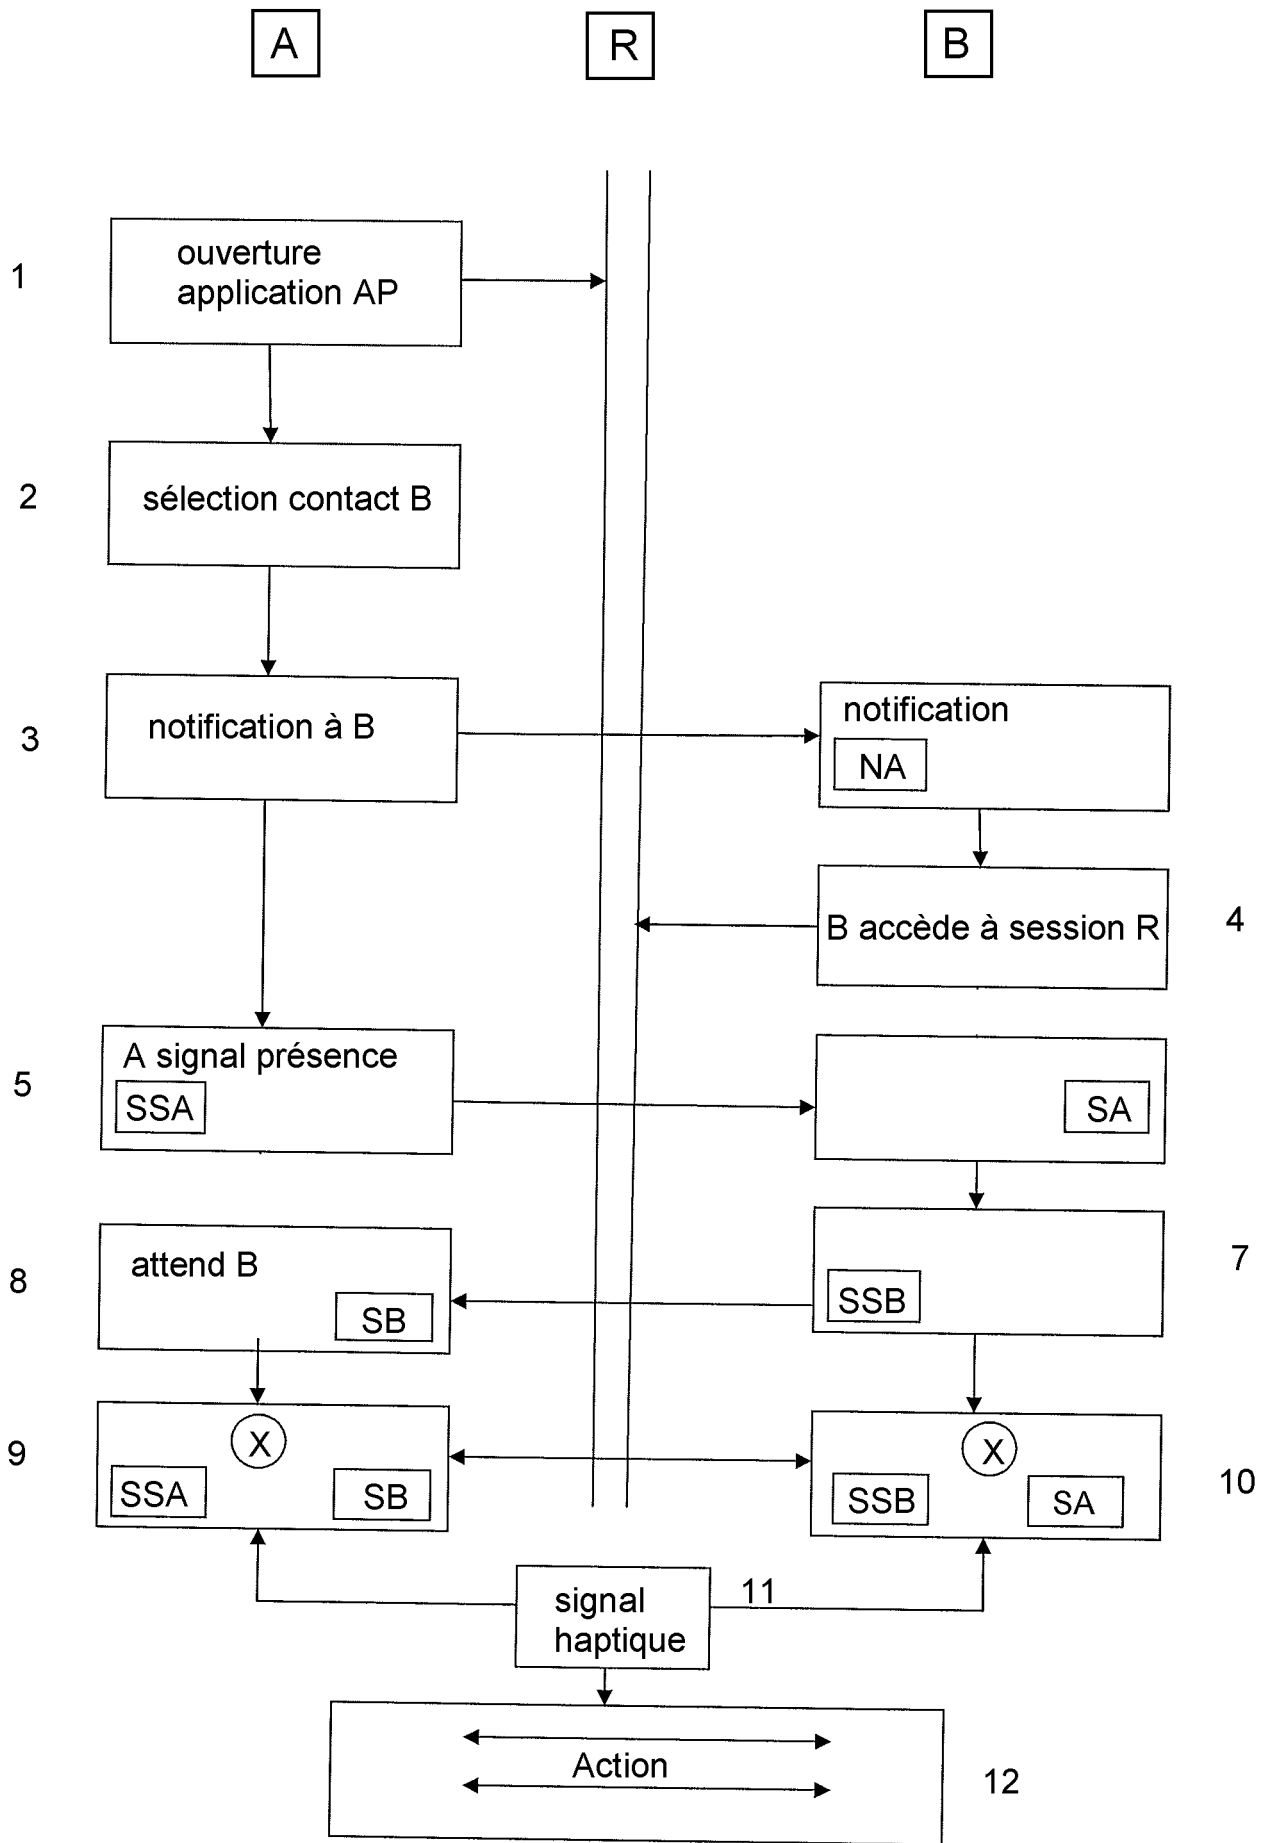 A
R
B
1
ouverture
application AP
2
sélection contact B
3
notification à B
notification
NA
B accède à session R
4
5
A signal présence
SSA
SA
7
8
attend B
SB
SSB
9
X
SSA
SB
X
SSB
SA
10
signal
haptique
11
Action
12